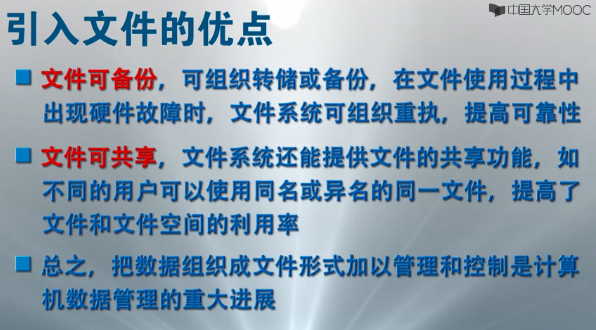 中国大学MOOC
引入文件的优点
文件可备份，可组织转储或备份，在文件使用过程中
出现硬件故障时，文件系统可组织重执，提高可靠性
文件可共享，文件系统还能提供文件的共享功能，如
不同的用户可以使用同名或异名的同一文件，提高了
文件和文件空间的利用率
总之，把数据组织成文件形式加以管理和控制是计算
机数据管理的重大进展